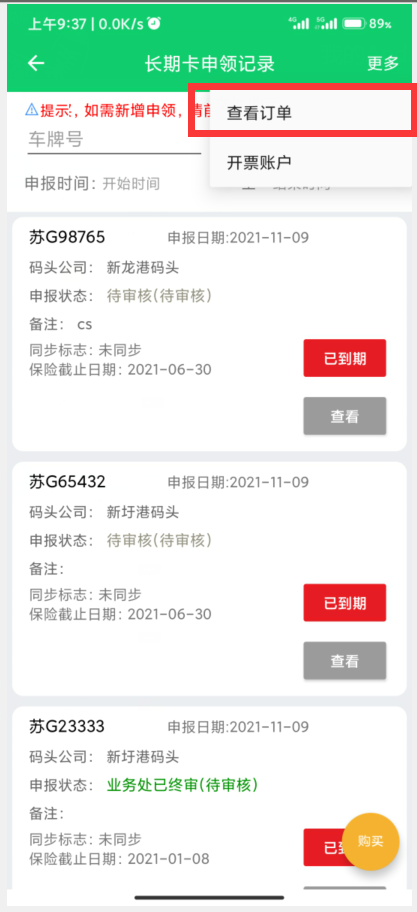 上午9:37 | 0.0K/s
4G 5G 89%
长期卡申领记录 更多
提示:, 如需新增申领, 请前
查看订单
车牌号
开票账户
申报时间: 开始时间
苏G98765 申报日期:2021-11-09
码头公司: 新龙港码头
申报状态: 待审核(待审核)
备注: cs
同步标志: 未同步
保险截止日期: 2021-06-30
已到期
查看
苏G65432 申报日期:2021-11-09
码头公司: 新圩港码头
申报状态: 待审核(待审核)
备注:
同步标志: 未同步
保险截止日期: 2021-06-30
已到期
查看
苏G23333 申报日期:2021-11-09
码头公司: 新圩港码头
申报状态: 业务处已终审(待审核)
备注:
同步标志: 未同步
保险截止日期: 2021-01-08
已到
购买